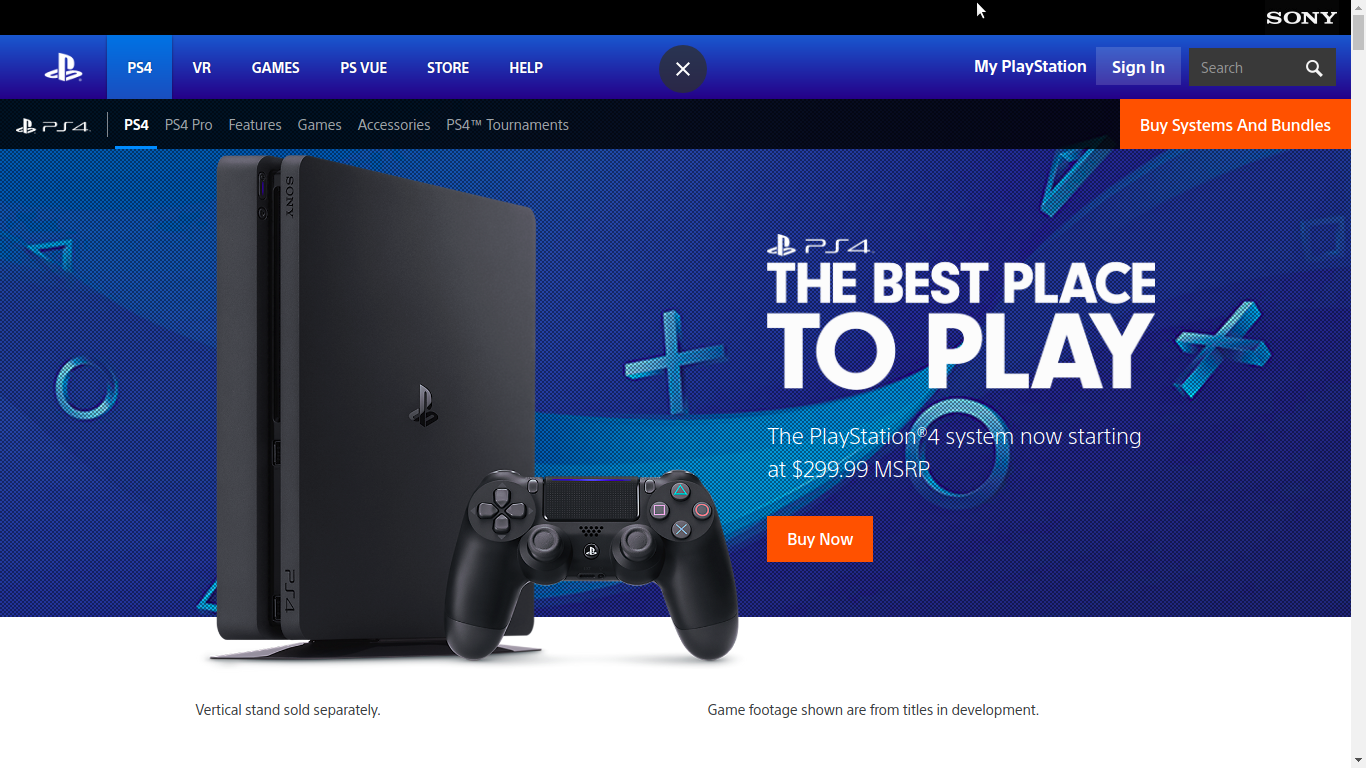 SONY
PS4 VR GAMES PS VUE STORE HELP
My PlayStation Sign In Search
PS4 PS4 PS4 Pro Features Games Accessories PS4™ Tournaments
Buy Systems And Bundles
SONY
PS4
PS4
THE BEST PLACE
TO PLAY
The PlayStation®4 system now starting
at $299.99 MSRP
Buy Now
Vertical stand sold separately.
Game footage shown are from titles in development.